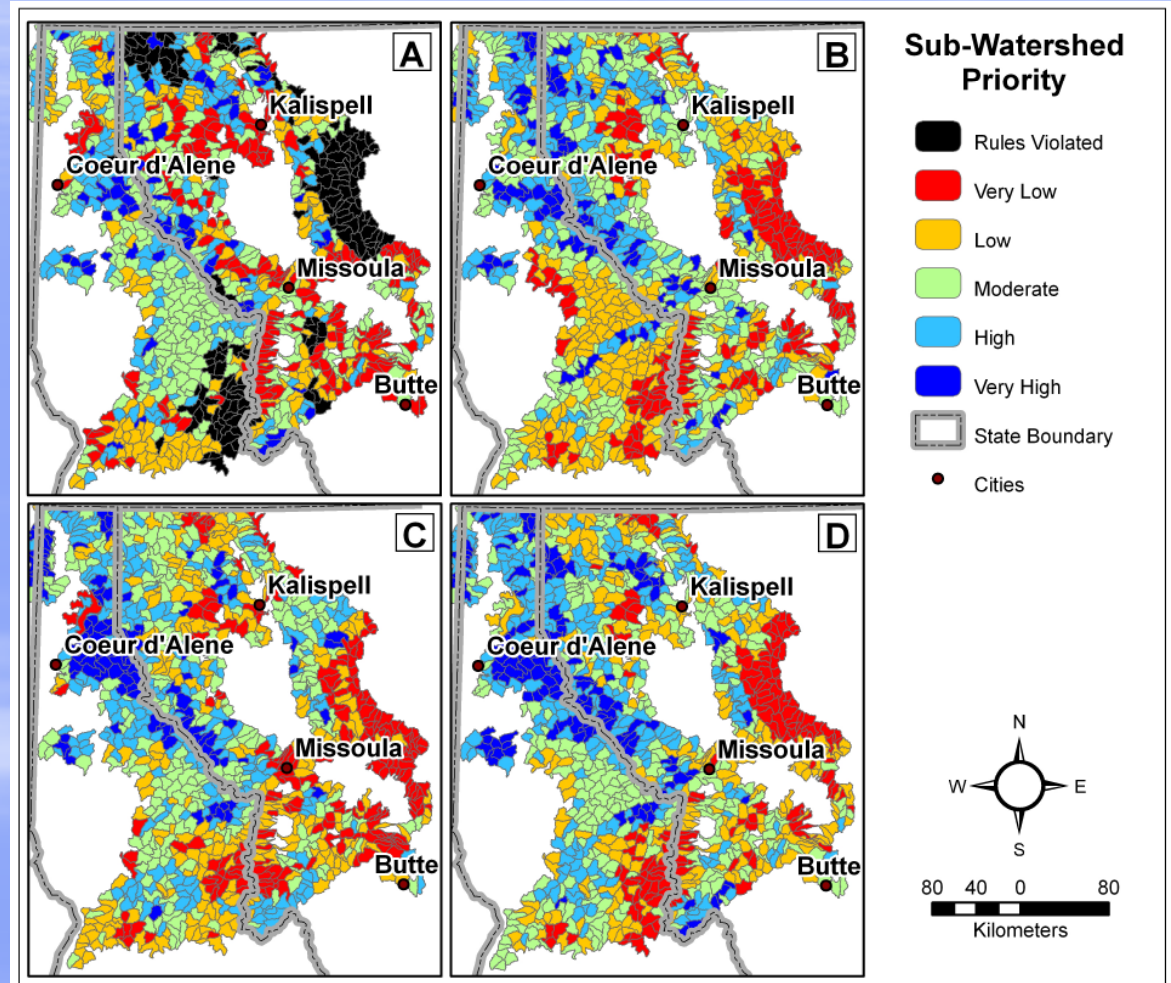 A
Kalispell
Coeur d'Alene
Missoula
Butte
B
Kalispell
Coeur d'Alene
Missoula
Butte
C
Kalispell
Coeur d'Alene
Missoula
Butte
D
Kalispell
Coeur d'Alene
Missoula
Butte
Sub-Watershed
Priority
Rules Violated
Very Low
Low
Moderate
High
Very High
State Boundary
Cities
N
W E
S
80 40 0 80
Kilometers